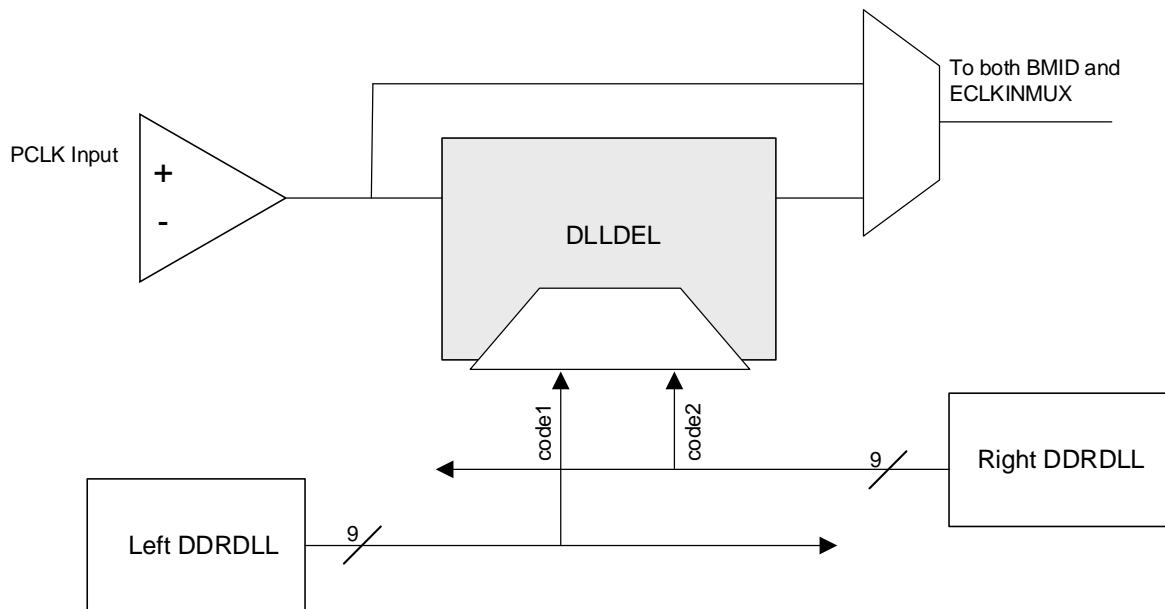 To both BMID and
ECLKINMUX
PCLK Input
+
-
DLLDEL
code1
code2
9
Right DDRDLL
9
Left DDRDLL